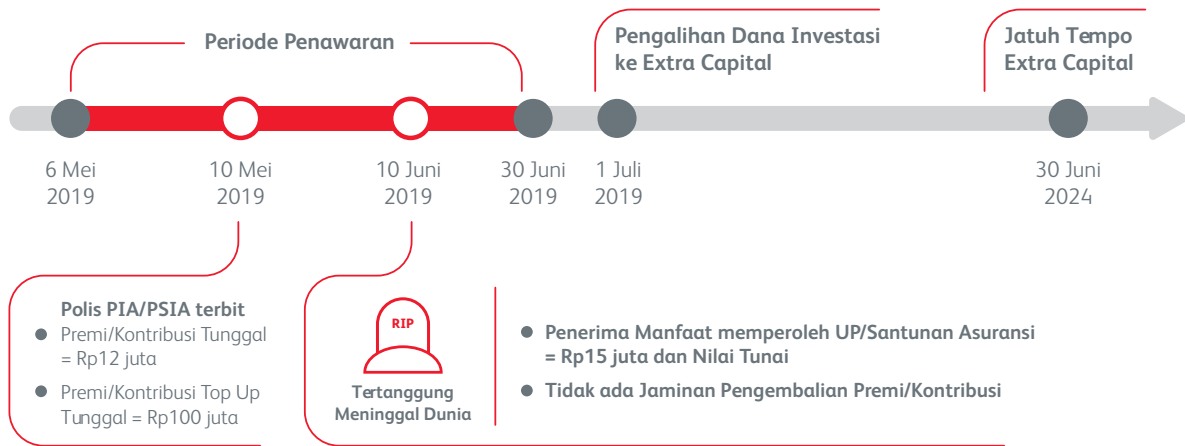 Periode Penawaran
Pengalihan Dana Investasi
ke Extra Capital
Jatuh Tempo
Extra Capital
6 Mei
2019
10 Mei
2019
10 Juni
2019
30 Juni
2019
1 Juli
2019
30 Juni
2024
Polis PIA/PSIA terbit
Premi/Kontribusi Tunggal
= Rp12 juta
Premi/Kontribusi Top Up
Tunggal = Rp100 juta
RIP
Tertanggung
Meninggal Dunia
Penerima Manfaat memperoleh UP/Santunan Asuransi
= Rp15 juta dan Nilai Tunai
Tidak ada Jaminan Pengembalian Premi/Kontribusi